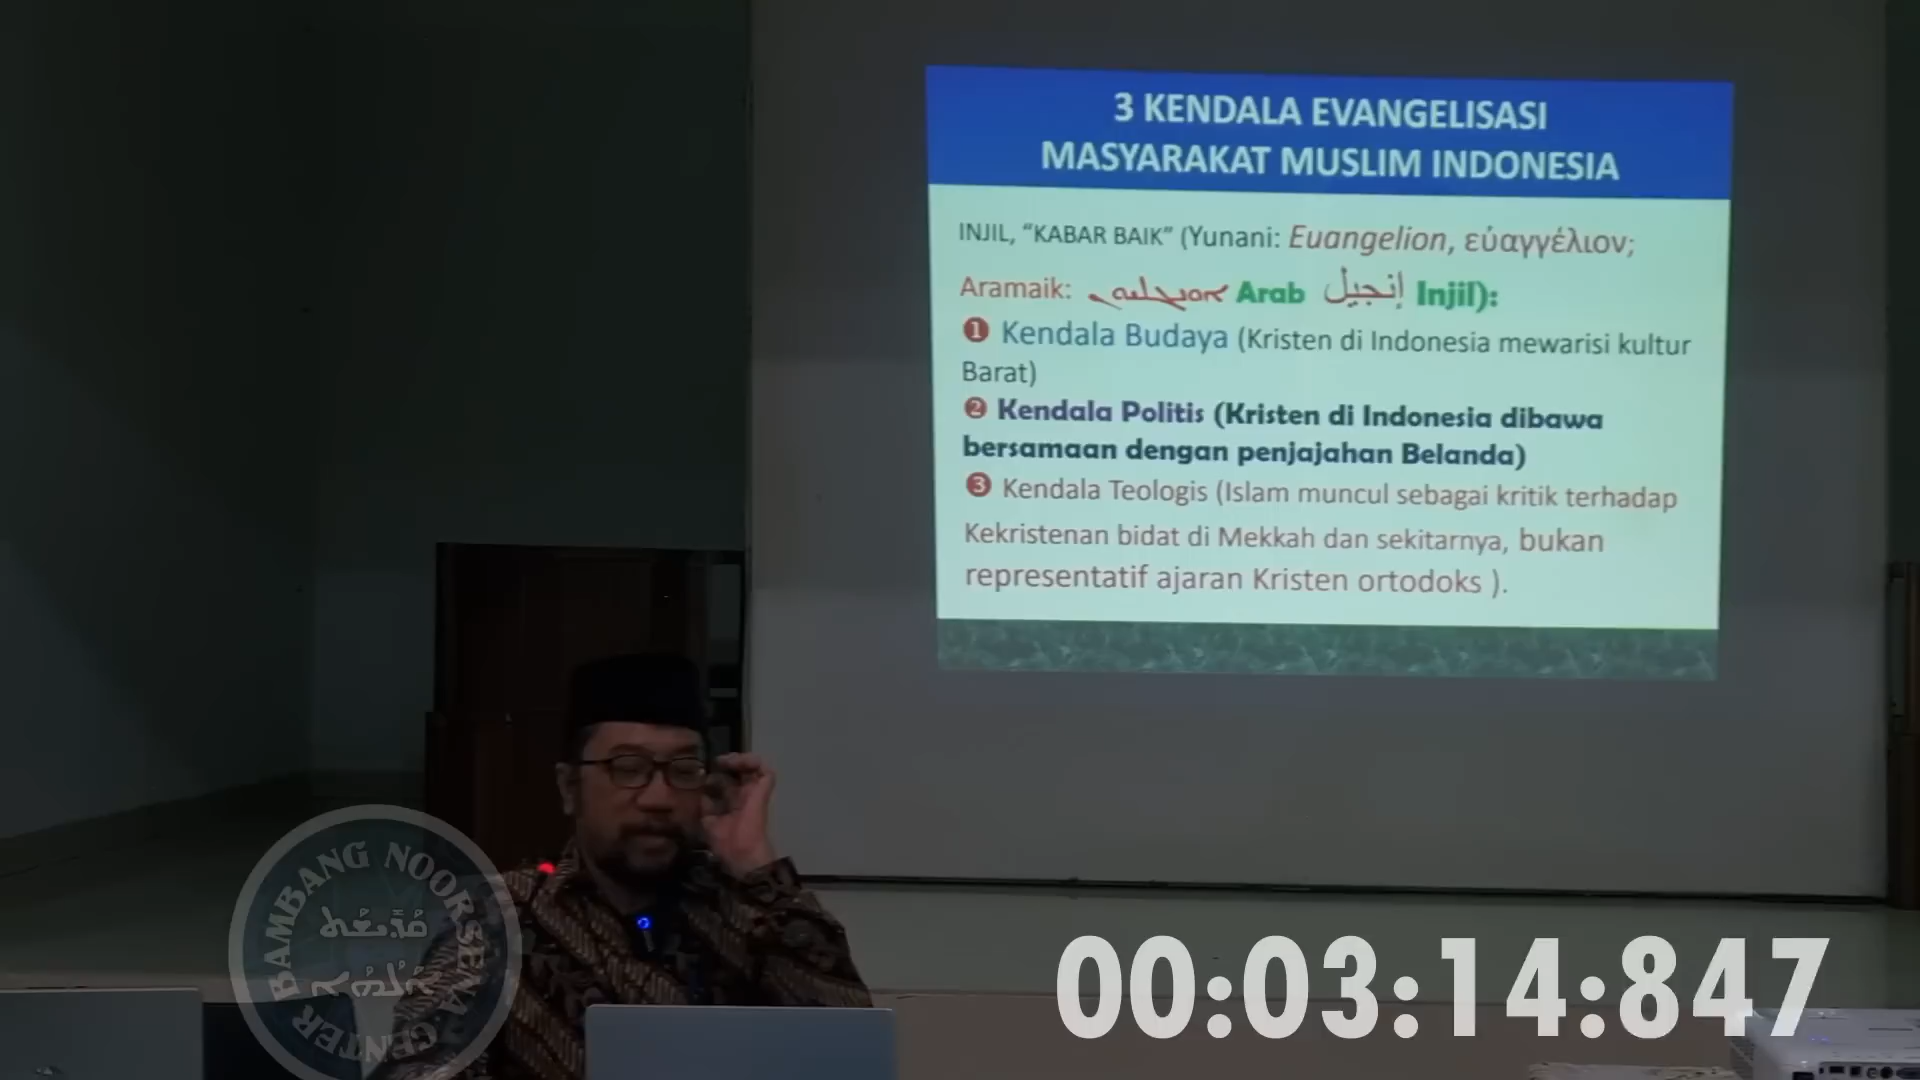 3 KENDALA EVANGELISASI
MASYARAKAT MUSLIM INDONESIA
INJIL, “KABAR BAIK” (Yunani: Euangelion, εὐαγγέλιον;
Aramaik: Arab إنجيل Injil):
❶ Kendala Budaya (Kristen di Indonesia mewarisi kultur
Barat)
❷ Kendala Politis (Kristen di Indonesia dibawa
bersamaan dengan penjajahan Belanda)
❸ Kendala Teologis (Islam muncul sebagai kritik terhadap
Kekristenan bidat di Mekkah dan sekitarnya, bukan
representatif ajaran Kristen ortodoks ).
BAMBANG NOORSENA CENTER
00:03:14:847